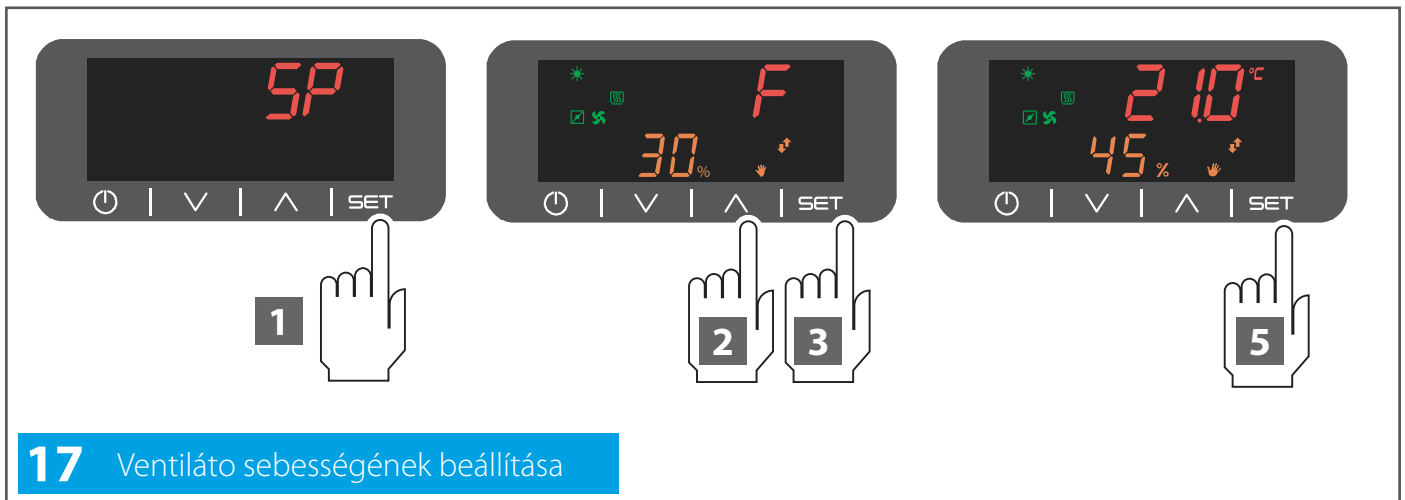 SP
SET
F
30%
SET
21.0 °C
45 %
SET
1
2
3
5
17 Ventiláto sebességének beállítása